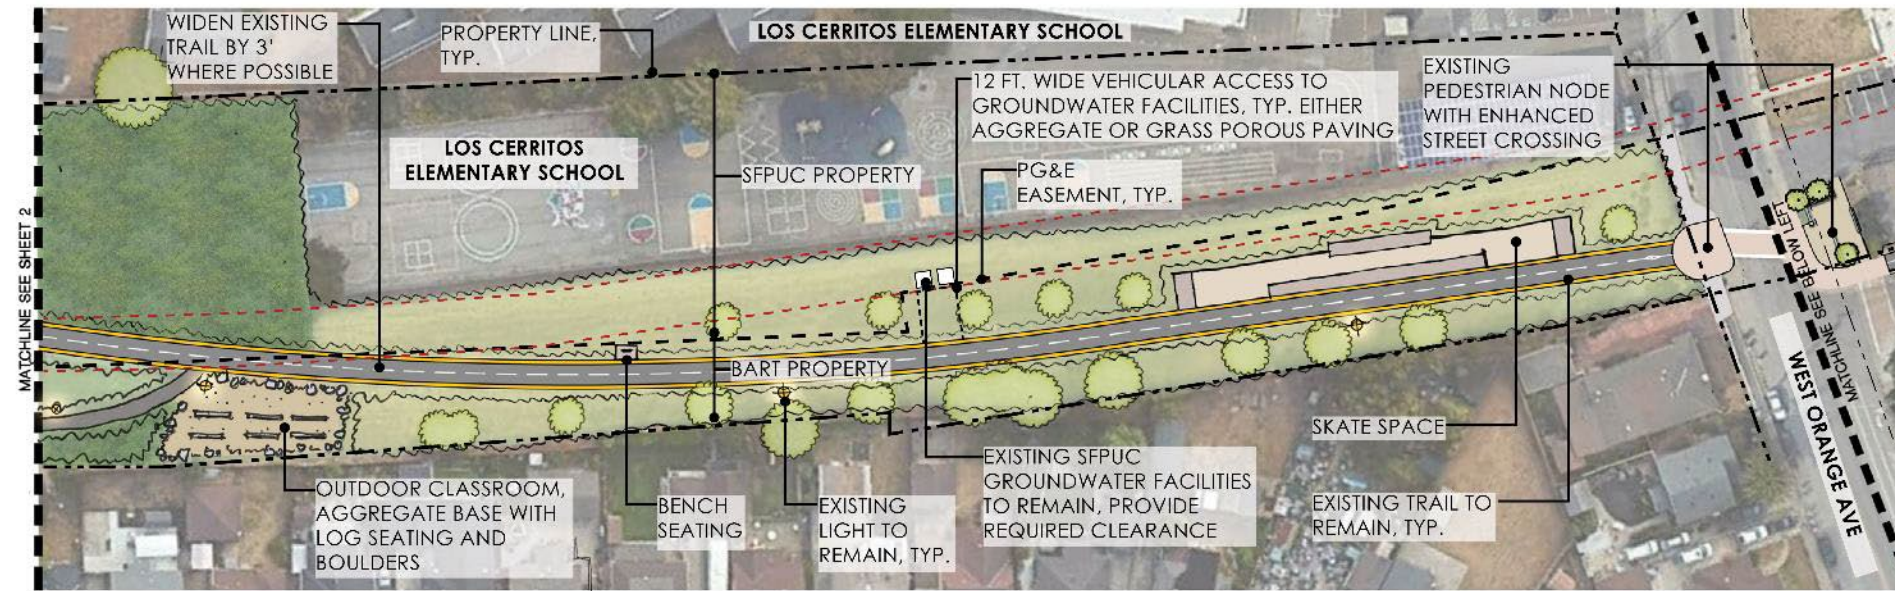 WIDEN EXISTING
TRAIL BY 3'
WHERE POSSIBLE
PROPERTY LINE,
TYP.
LOS CERRITOS ELEMENTARY SCHOOL
12 FT. WIDE VEHICULAR ACCESS TO
GROUNDWATER FACILITIES, TYP. EITHER
AGGREGATE OR GRASS POROUS PAVING
EXISTING
PEDESTRIAN NODE
WITH ENHANCED
STREET CROSSING
LOS CERRITOS
ELEMENTARY SCHOOL
SFPUC PROPERTY
PG&E
EASEMENT, TYP.
MATCHLINE SEE SHEET 2
MATCHLINE SEE BELOW LEFT
BART PROPERTY
WEST ORANGE AVE
SKATE SPACE
OUTDOOR CLASSROOM,
AGGREGATE BASE WITH
LOG SEATING AND
BOULDERS
BENCH
SEATING
EXISTING
LIGHT TO
REMAIN, TYP.
EXISTING SFPUC
GROUNDWATER FACILITIES
TO REMAIN, PROVIDE
REQUIRED CLEARANCE
EXISTING TRAIL TO
REMAIN, TYP.